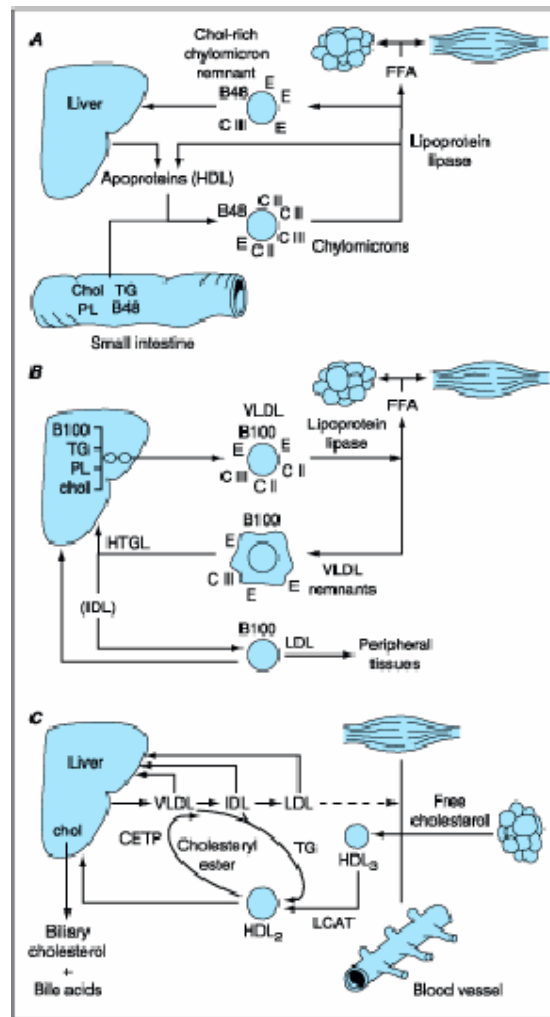 A
Chol-rich
chylomicron
remnant
B48 E
E
C III E
Liver
FFA
Lipoprotein
lipase
Apoproteins (HDL)
B48 C II
C III
C III
E C II
Chylomicrons
Chol TG
PL B48
Small intestine
B
B100
TG
PL
chol
VLDL
B100
E E
C III C II
C II
Lipoprotein
lipase
FFA
HTGL
B100
E
C III E
E
VLDL
remnants
(IDL)
B100
LDL
Peripheral
tissues
C
Liver
chol
VLDL IDL LDL
CETP
Cholesteryl
ester
TG
HDL3
Free
cholesterol
HDL2
LCAT
Biliary
cholesterol
+
Bile acids
Blood vessel